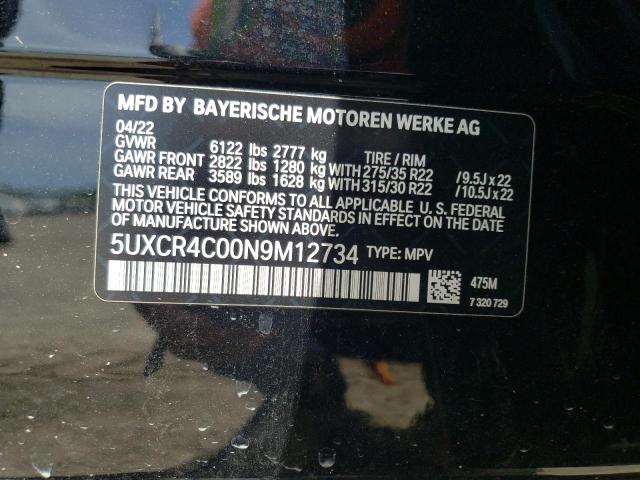 MFD BY BAYERISCHE MOTOREN WERKE AG
04/22
GVWR 6122 lbs 2777 kg TIRE / RIM
GAWR FRONT 2822 lbs 1280 kg WITH 275/35 R22 /9.5J x 22
GAWR REAR 3589 lbs 1628 kg WITH 315/30 R22 /10.5J x 22
THIS VEHICLE CONFORMS TO ALL APPLICABLE U.S. FEDERAL
MOTOR VEHICLE SAFETY STANDARDS IN EFFECT ON THE DATE
OF MANUFACTURE SHOWN ABOVE.
5UXCR4C00N9M12734 TYPE: MPV
475M
7 320 729